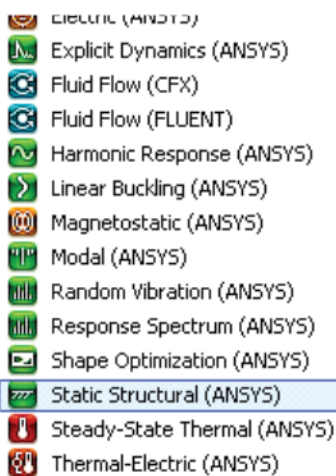 Electric (ANSYS)
Explicit Dynamics (ANSYS)
Fluid Flow (CFX)
Fluid Flow (FLUENT)
Harmonic Response (ANSYS)
Linear Buckling (ANSYS)
Magnetostatic (ANSYS)
Modal (ANSYS)
Random Vibration (ANSYS)
Response Spectrum (ANSYS)
Shape Optimization (ANSYS)
Static Structural (ANSYS)
Steady-State Thermal (ANSYS)
Thermal-Electric (ANSYS)